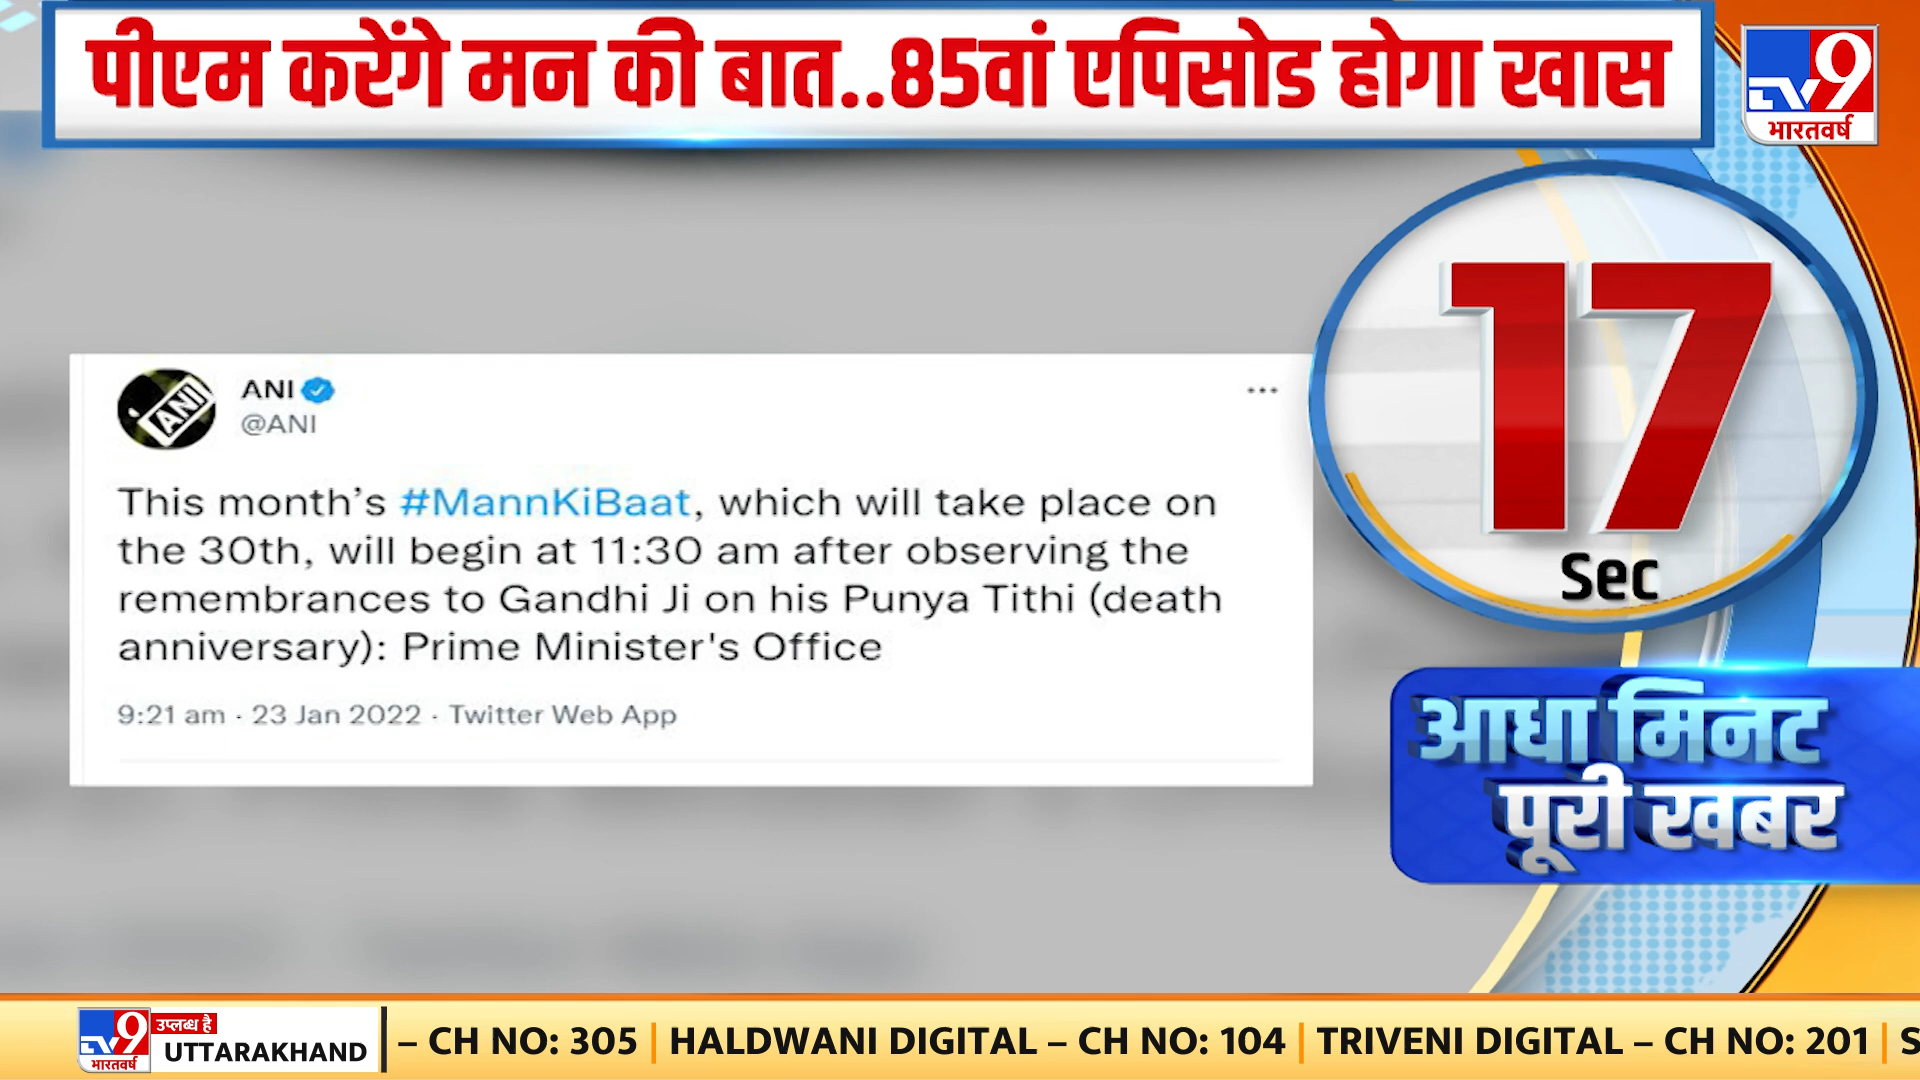 पीएम करेंगे मन की बात..85वां एपिसोड होगा खास
TV9
भारतवर्ष
17
Sec
ANI
ANI
@ANI
This month's #MannKiBaat, which will take place on
the 30th, will begin at 11:30 am after observing the
remembrances to Gandhi Ji on his Punya Tithi (death
anniversary): Prime Minister's Office
9:21 am · 23 Jan 2022 · Twitter Web App
आधा मिनट
पूरी खबर
TV9
भारतवर्ष
उपलब्ध है
UTTARAKHAND
– CH NO: 305 | HALDWANI DIGITAL – CH NO: 104 | TRIVENI DIGITAL – CH NO: 201 | S